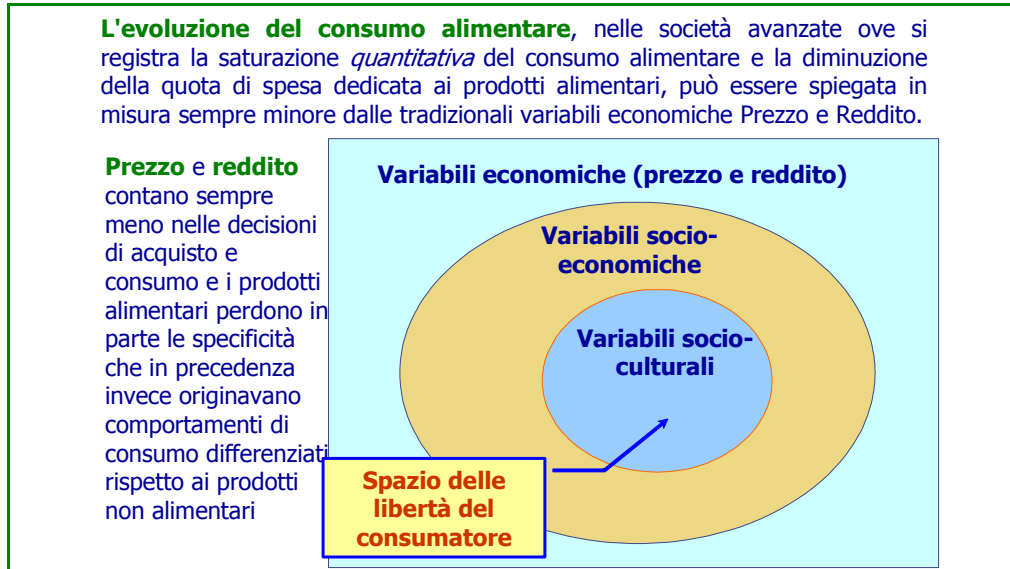 L'evoluzione del consumo alimentare, nelle società avanzate ove si
registra la saturazione quantitativa del consumo alimentare e la diminuzione
della quota di spesa dedicata ai prodotti alimentari, può essere spiegata in
misura sempre minore dalle tradizionali variabili economiche Prezzo e Reddito.
Prezzo e reddito
contano sempre
meno nelle decisioni
di acquisto e
consumo e i prodotti
alimentari perdono in
parte le specificità
che in precedenza
invece originavano
comportamenti di
consumo differenziati
rispetto ai prodotti
non alimentari
Variabili economiche (prezzo e reddito)
Variabili socio-
economiche
Variabili socio-
culturali
Spazio delle
libertà del
consumatore